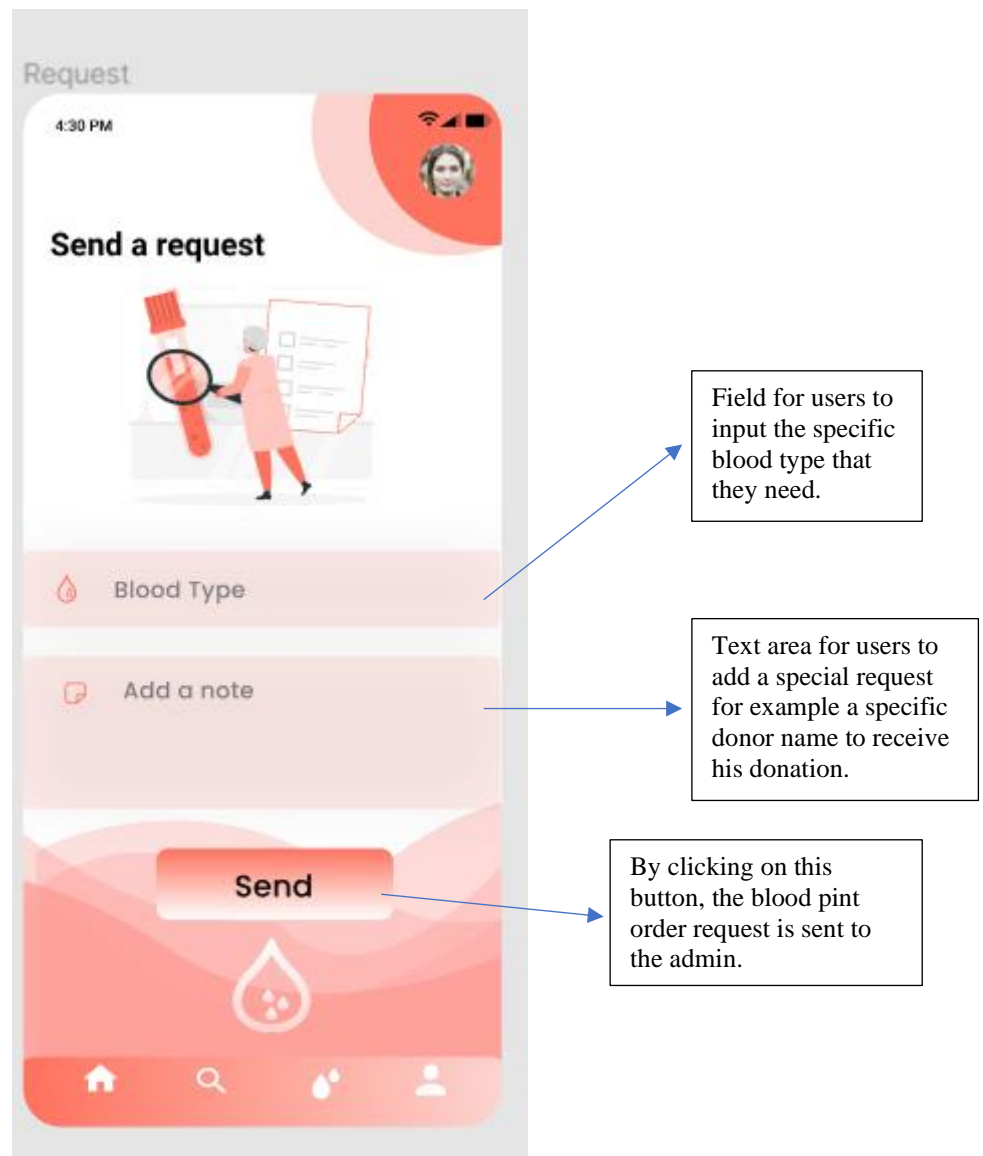 Request
4:30 PM
Send a request
Blood Type
Add a note
Send
Field for users to
input the specific
blood type that
they need.
Text area for users to
add a special request
for example a specific
donor name to receive
his donation.
By clicking on this
button, the blood pint
order request is sent to
the admin.